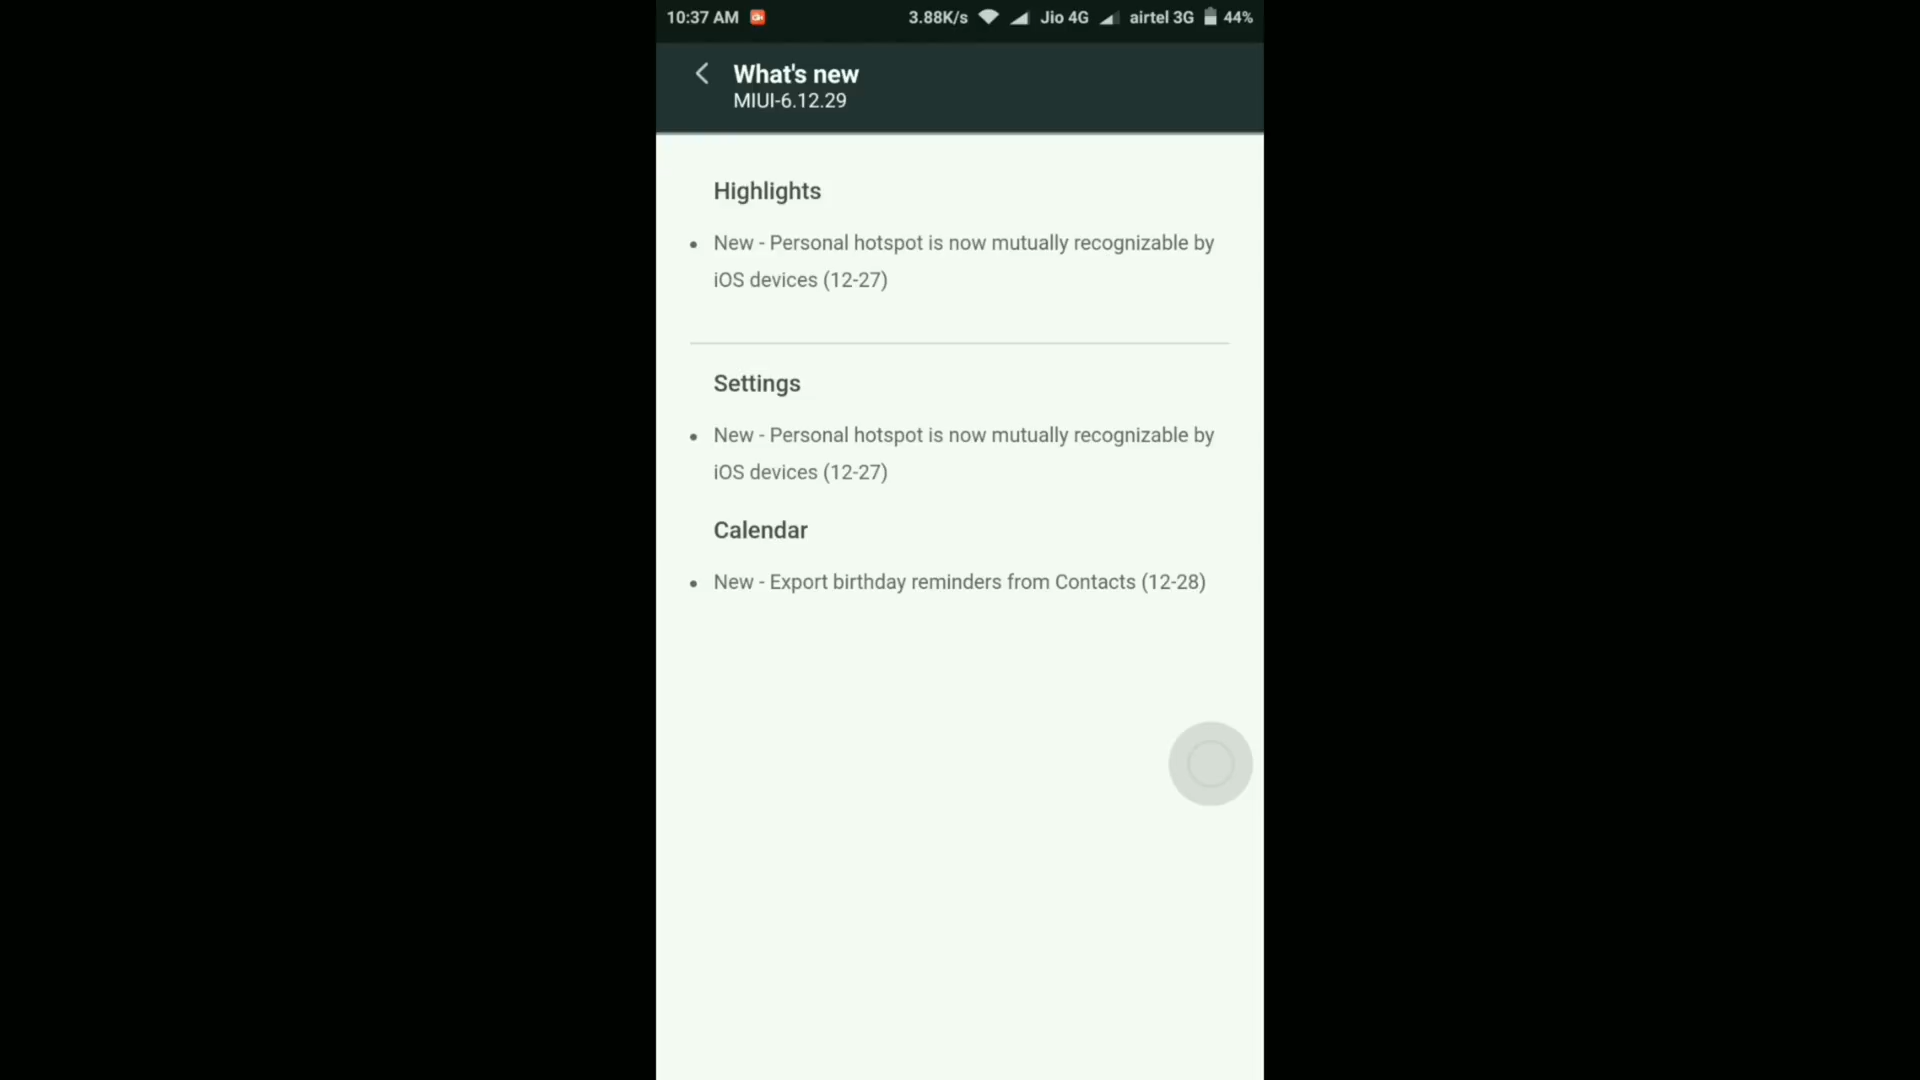 10:37 AM 3.88K/s Jio 4G airtel 3G 44%
What's new
MIUI-6.12.29
Highlights
• New - Personal hotspot is now mutually recognizable by
iOS devices (12-27)
Settings
• New - Personal hotspot is now mutually recognizable by
iOS devices (12-27)
Calendar
• New - Export birthday reminders from Contacts (12-28)